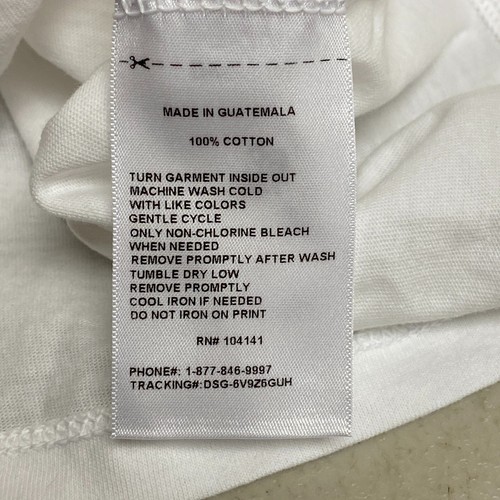 MADE IN GUATEMALA
100% COTTON
TURN GARMENT INSIDE OUT
MACHINE WASH COLD
WITH LIKE COLORS
GENTLE CYCLE
ONLY NON-CHLORINE BLEACH
WHEN NEEDED
REMOVE PROMPTLY AFTER WASH
TUMBLE DRY LOW
REMOVE PROMPTLY
COOL IRON IF NEEDED
DO NOT IRON ON PRINT
RN# 104141
PHONE#: 1-877-846-9997
TRACKING#:DSG-6V9Z6GUH